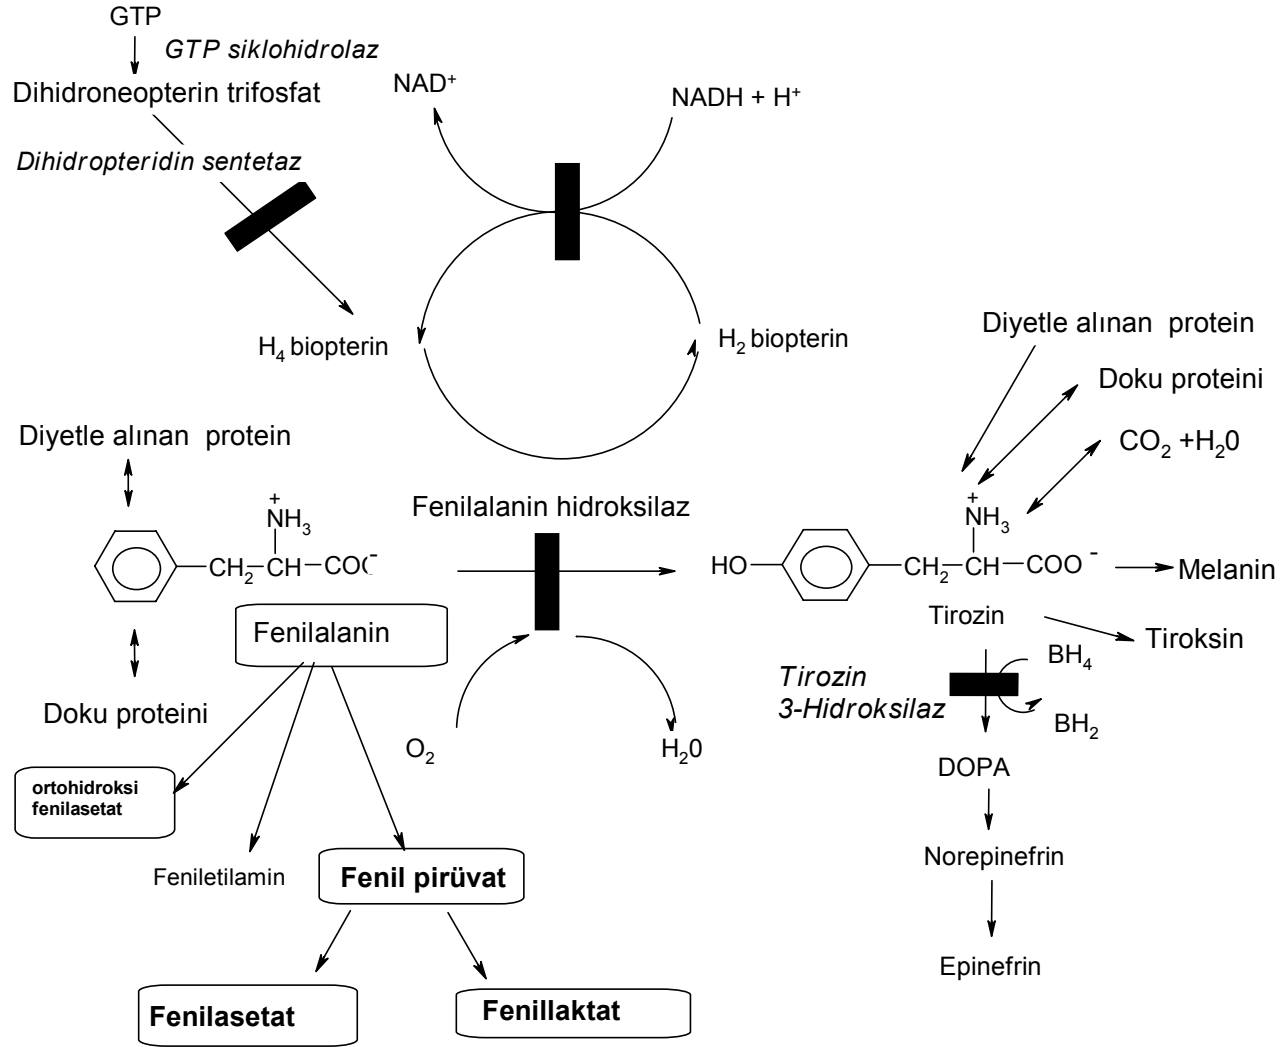 GTP
GTP siklohidrolaz
Dihidroneopterin trifosfat
NAD+
NADH + H+
Dihidropteridin sentetaz
H4 biopterin
H2 biopterin
Diyetle alınan protein
Doku proteini
CO2 +H20
Diyetle alınan protein
Fenilalanin hidroksilaz
+
NH3
CH2 CH COO-
+
NH3
HO CH2 CH COO -
Melanin
Fenilalanin
Tirozin
Tiroksin
BH4
Tirozin
3-Hidroksilaz
BH2
Doku proteini
O2
H20
DOPA
ortohidroksi
fenilasetat
Feniletilamin
Fenil pirüvat
Norepinefrin
Epinefrin
Fenilasetat
Fenillaktat